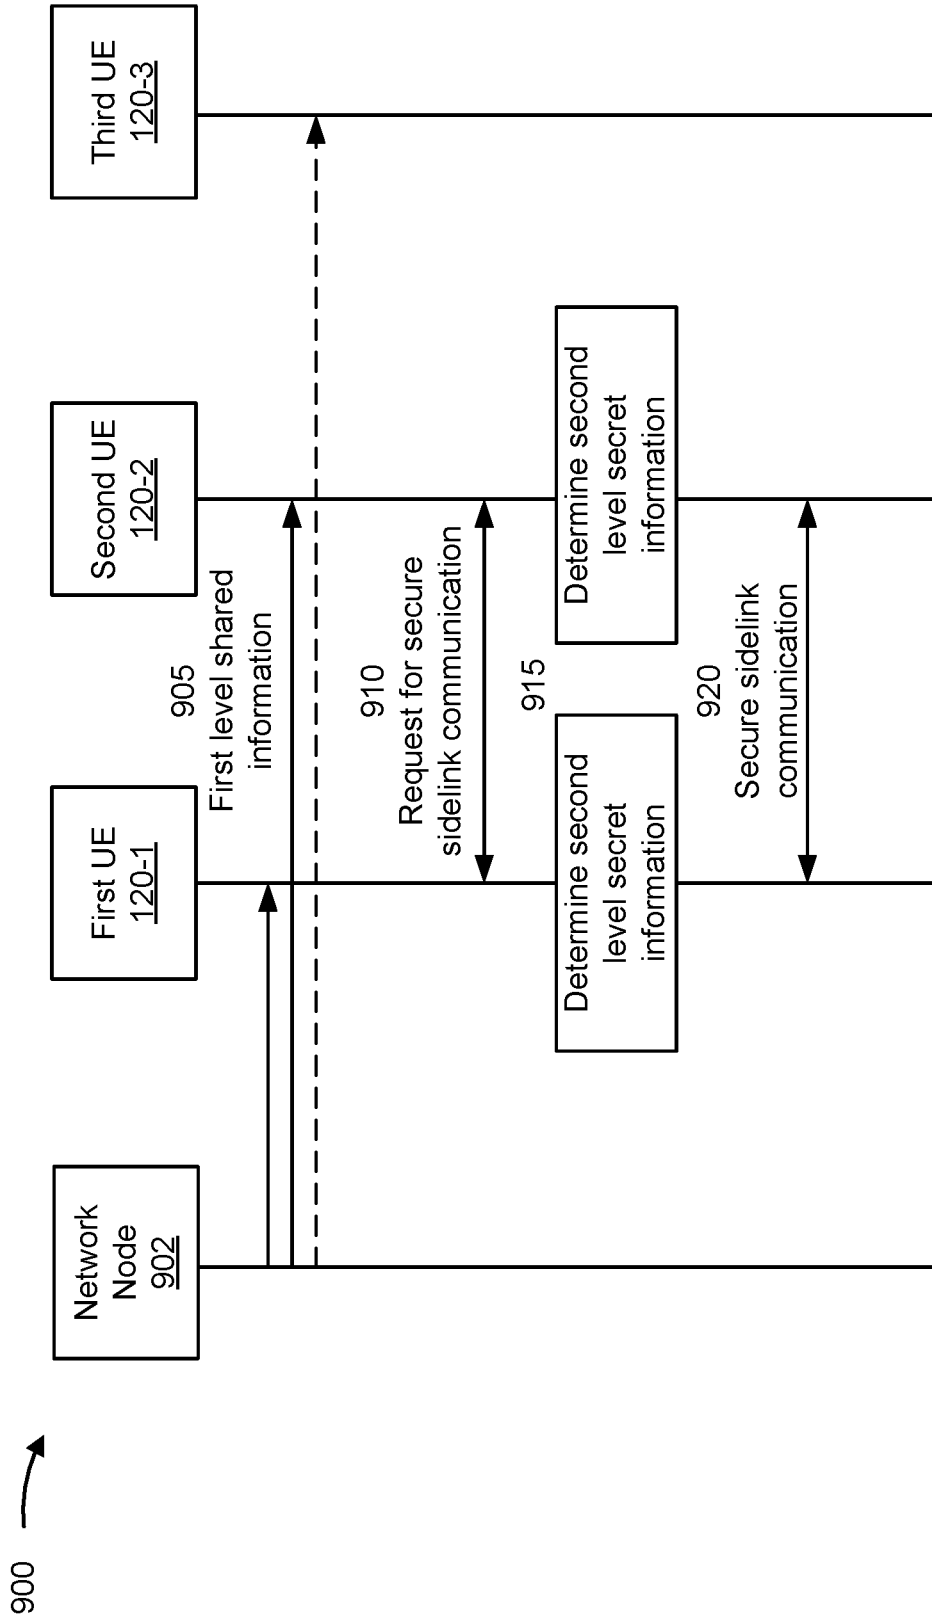 900
Network
Node
902
First UE
120-1
Second UE
120-2
Third UE
120-3
905
First level shared
information
910
Request for secure
sidelink communication
915
Determine second
level secret
information
Determine second
level secret
information
920
Secure sidelink
communication